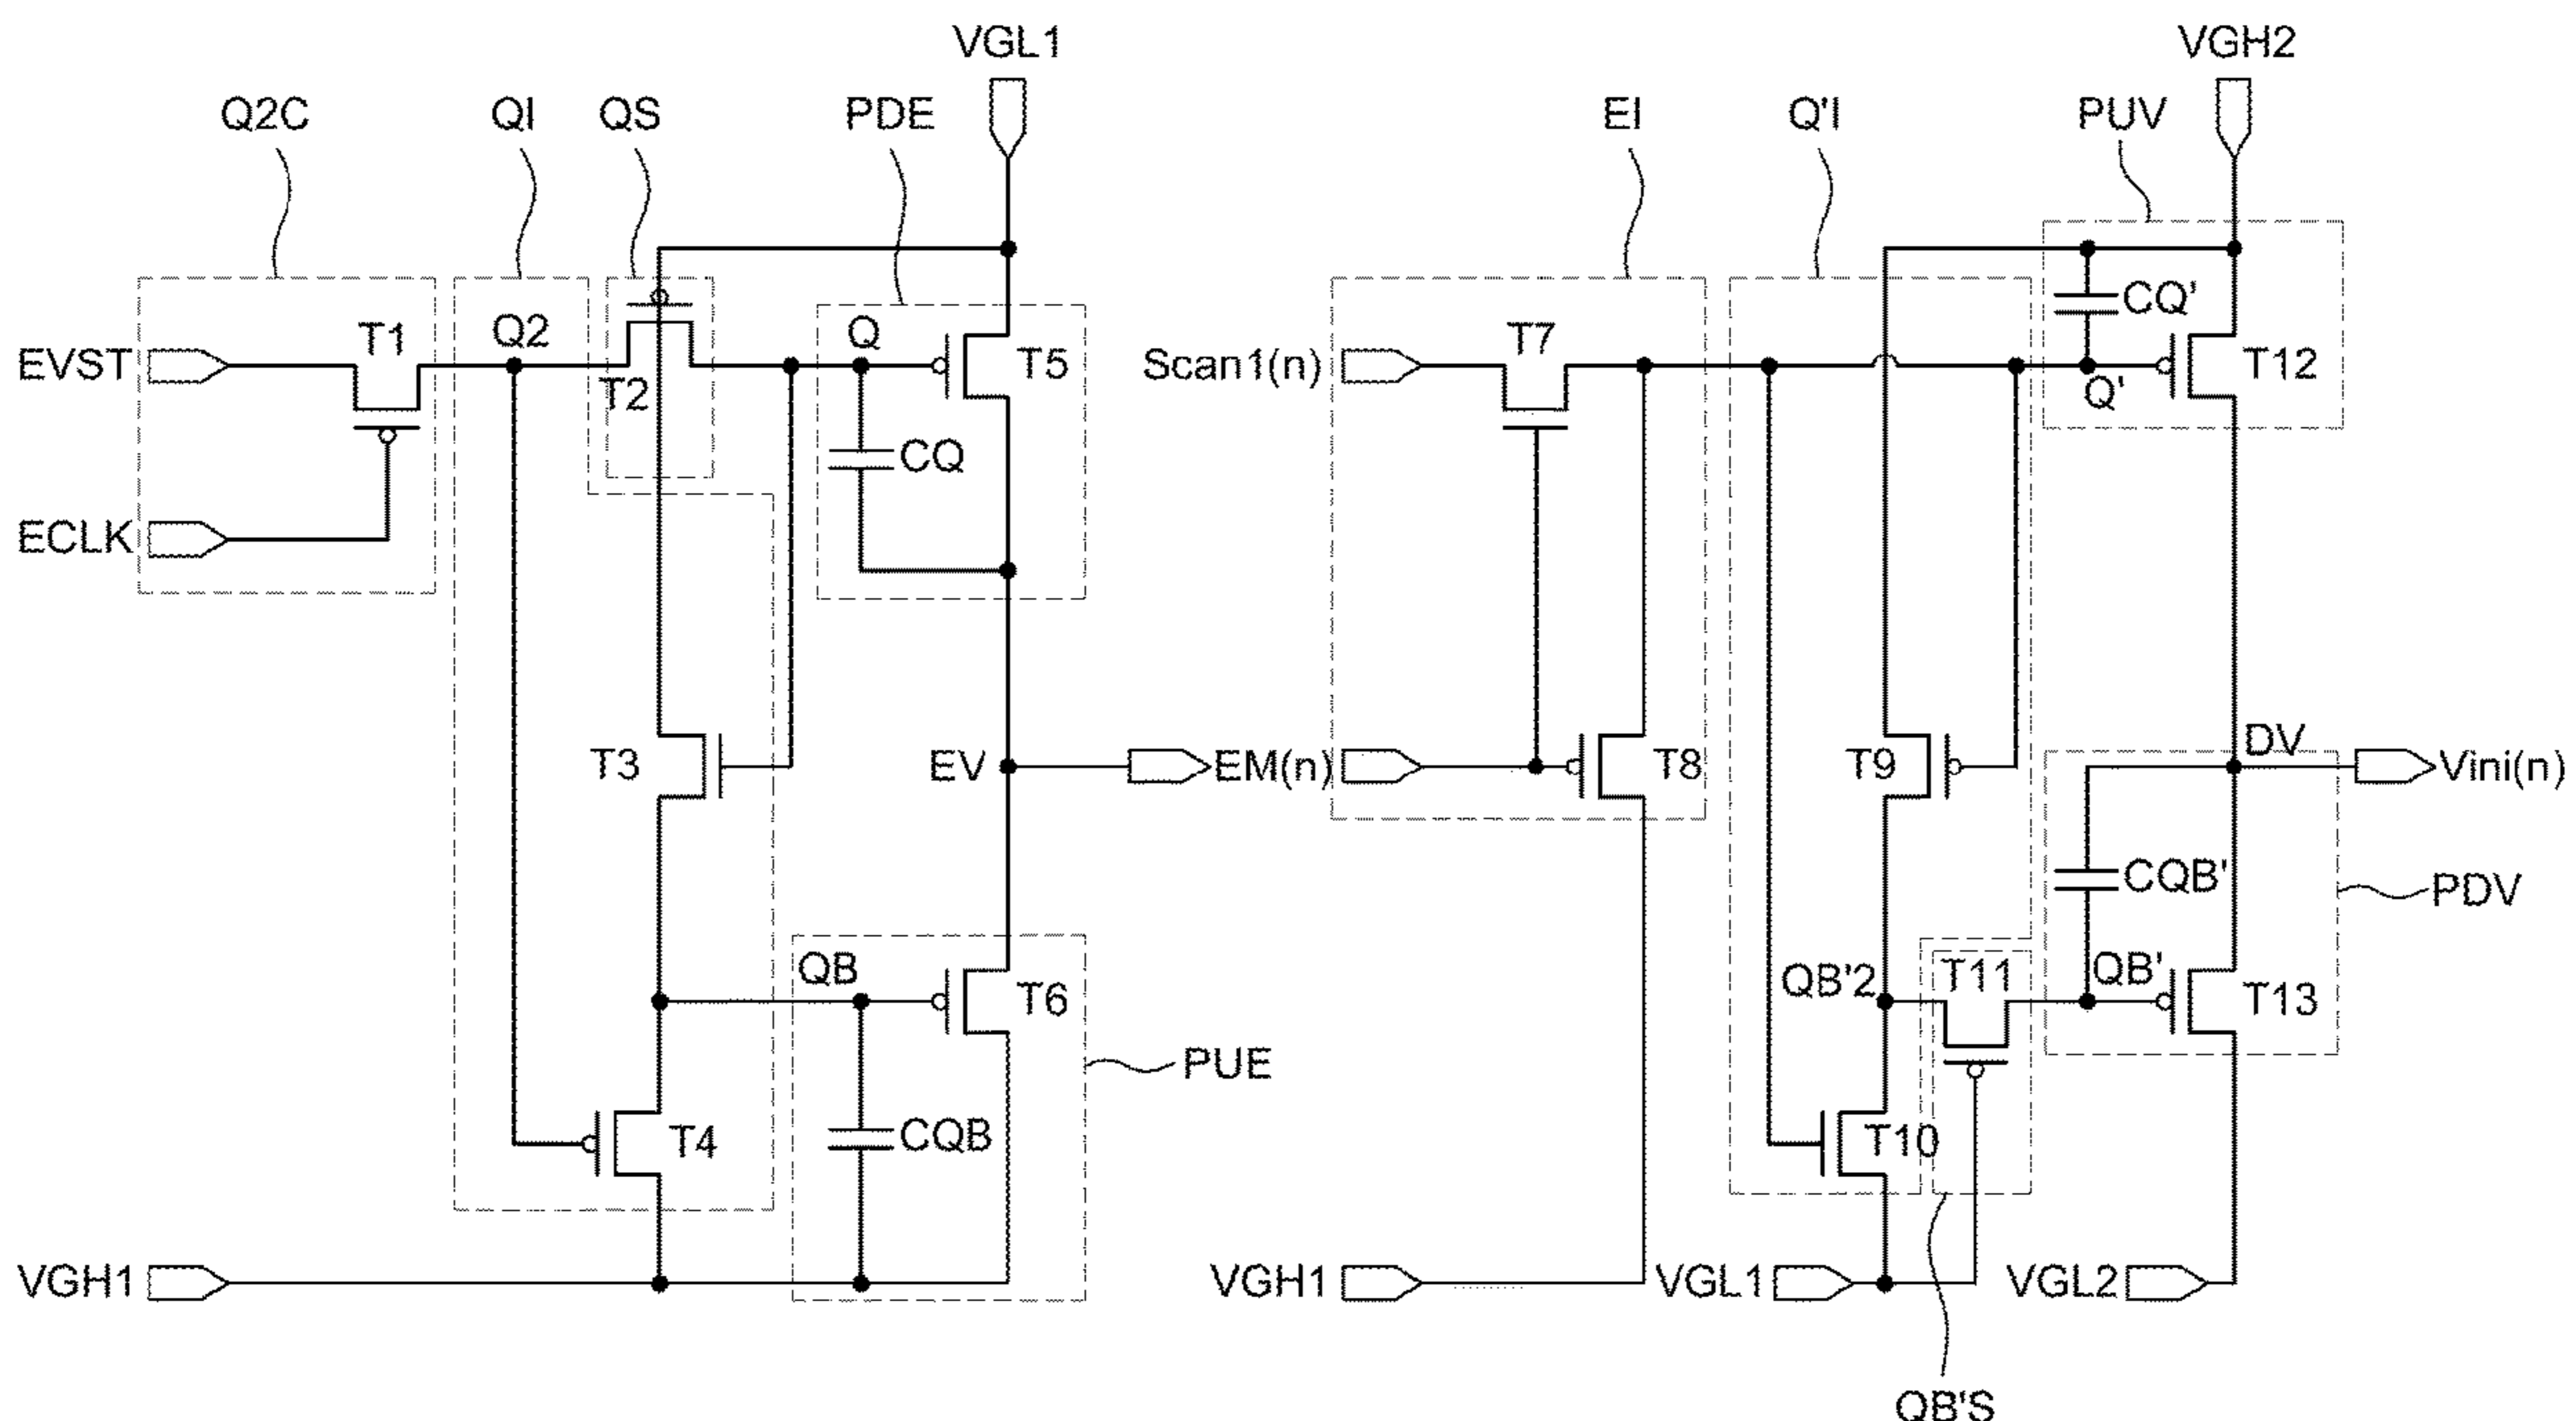 VGL1
VGH2
Q2C
QI
QS
PDE
EI
Q'I
PUV
CQ'
T1
Q2
Q
T7
EVST
T2
T5
Scan1(n)
T12
Q'
CQ
ECLK
DV
T3
EV
EM(n)
T8
T9
Vini(n)
CQB'
PDV
QB
T6
QB'2
T11
QB'
T13
PUE
T4
CQB
T10
VGH1
VGH1
VGL1
VGL2
QB'S